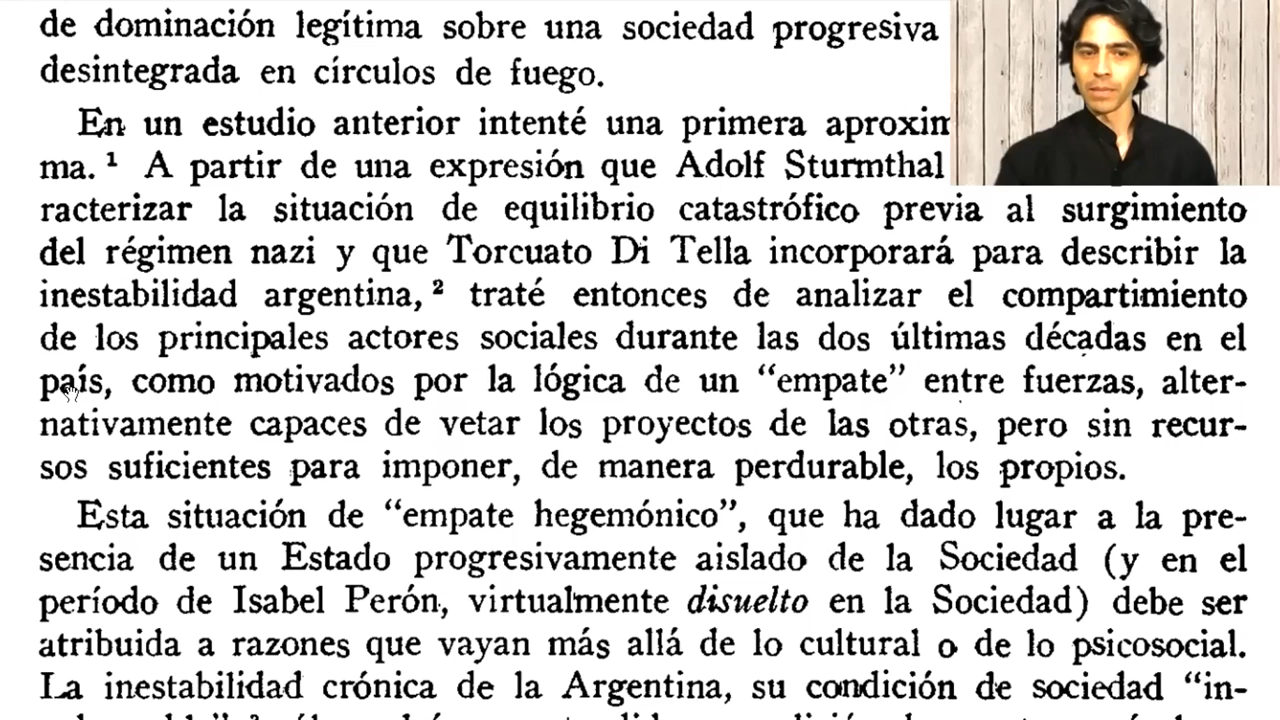 de dominación legítima sobre una sociedad progresiva
desintegrada en círculos de fuego.
En un estudio anterior intenté una primera
ma. ¹ A partir de una expresión que Adolf Sturmthal
racterizar la situación de equilibrio catastrófico previa al surgimiento
del régimen nazi y que Torcuato Di Tella incorporará para describir la
inestabilidad argentina, ² traté entonces de analizar el compartimiento
de los principales actores sociales durante las dos últimas décadas en el
país, como motivados por la lógica de un “empate” entre fuerzas, alter-
nativamente capaces de vetar los proyectos de las otras, pero sin recur-
sos suficientes para imponer, de manera perdurable, los propios.
Esta situación de “empate hegemónico”, que ha dado lugar a la pre-
sencia de un Estado progresivamente aislado de la Sociedad (y en el
período de Isabel Perón, virtualmente disuelto en la Sociedad) debe ser
atribuida a razones que vayan más allá de lo cultural o de lo psicosocial.
La inestabilidad crónica de la Argentina, su condición de sociedad “in-